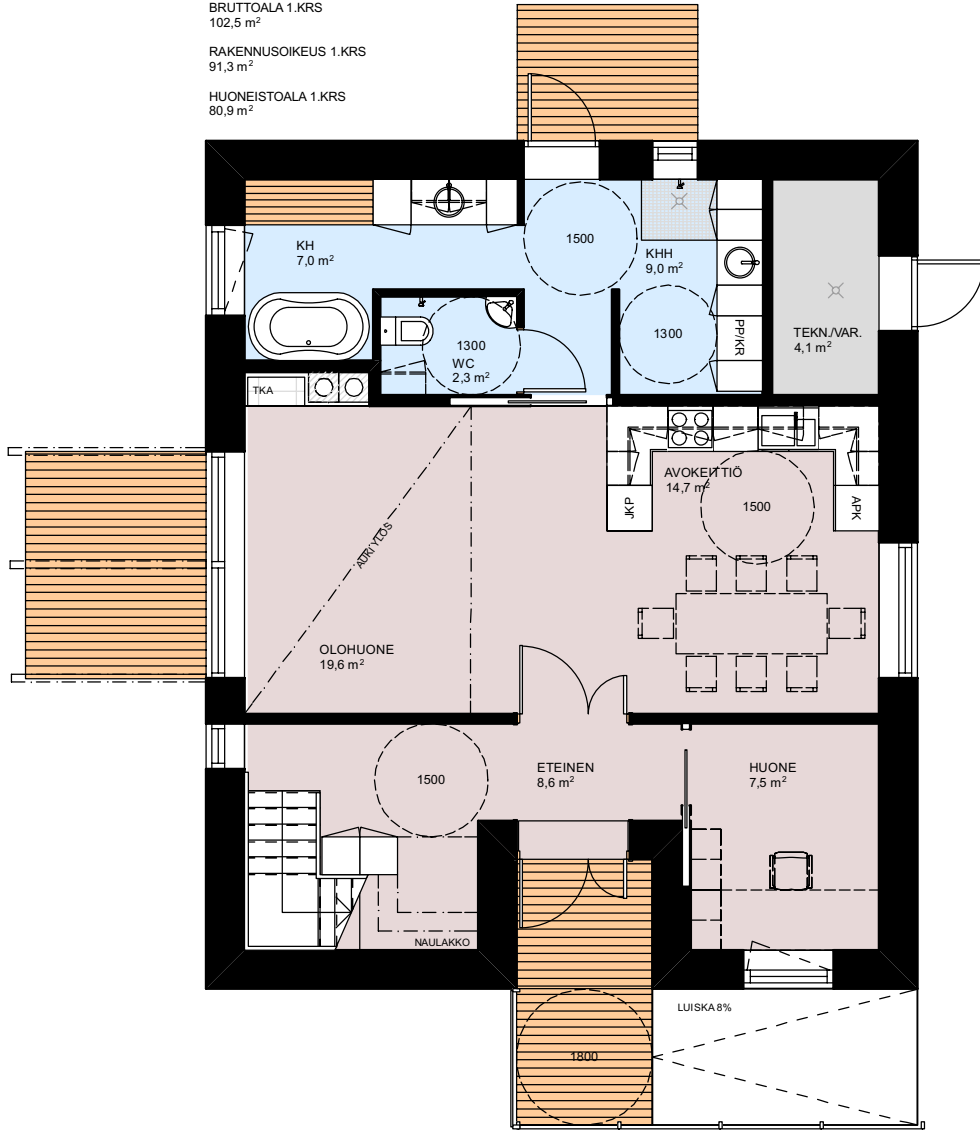 BRUTTOALA 1.KRS
102,5 m²
RAKENNUSOIKEUS 1.KRS
91,3 m²
HUONEISTOALA 1.KRS
80,9 m²
KH
7,0 m²
1500
KHH
9,0 m²
1300
WC
2,3 m²
1300
PP/KR
TEKN./VAR.
4,1 m²
TKA
AVOKEITTIÖ
14,7 m²
JKP
1500
APK
AUKI YLÖS
OLOHUONE
19,6 m²
1500
ETEINEN
8,6 m²
HUONE
7,5 m²
NAULAKKO
LUISKA 8%
1800